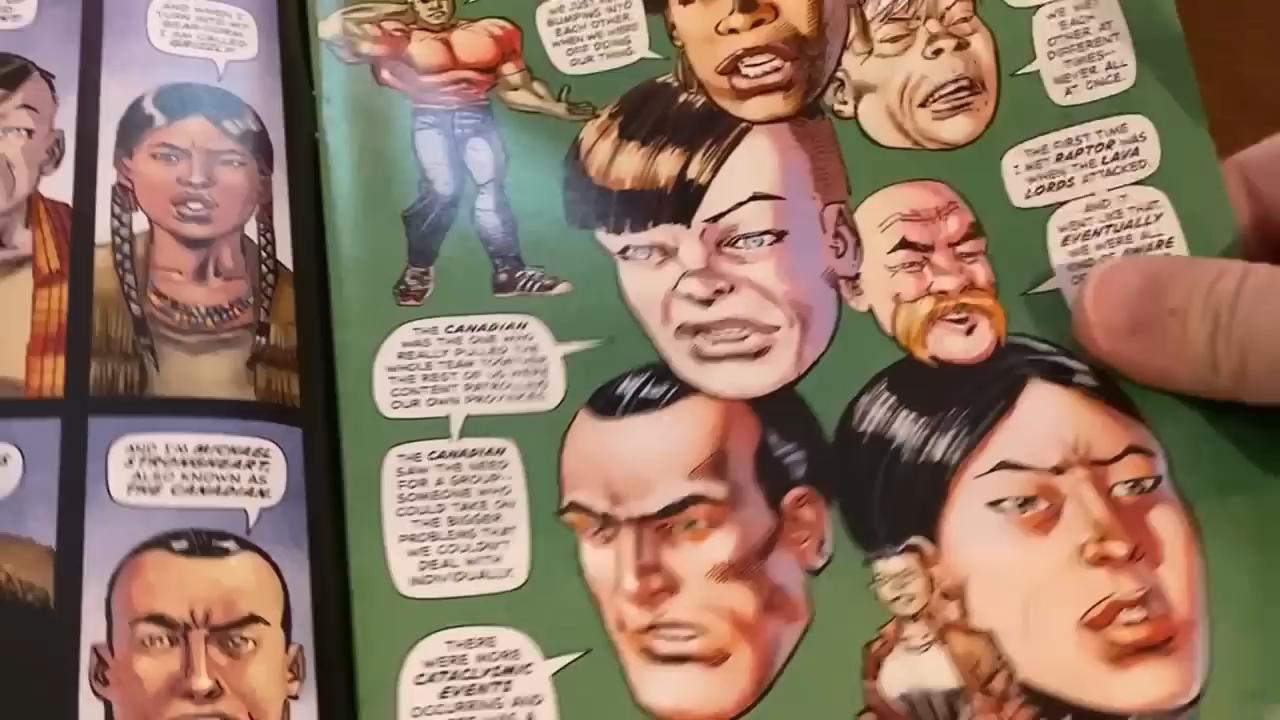 AND WHEN I
TURN INTO MY
BEAR FORM
I AM CALLED
GRIZZLY.
AND I'M MICHAEL
STRONGHEART,
ALSO KNOWN AS
THE CANADIAN.
WE JUST
BUMPING INTO
EACH OTHER
WHEN WE WERE
OFF DOING
OUR THING.
WE MET
EACH
OTHER AT
DIFFERENT
TIMES--
NEVER ALL
AT ONCE.
THE FIRST TIME
I MET RAPTOR WAS
WHEN THE LAVA
LORDS ATTACKED.
AND IT
WENT LIKE THAT
EVENTUALLY
WE WERE ALL
AWARE
THE CANADIAN
WAS THE ONE WHO
REALLY PULLED THE
WHOLE TEAM TOGETHER.
THE REST OF US WERE
CONTENT PATROLLING
OUR OWN PROVINCES.
THE CANADIAN
SAW THE NEED
FOR A GROUP--
SOMEONE WHO
COULD TAKE ON
THE BIGGER
PROBLEMS THAT
WE COULDN'T
DEAL WITH
INDIVIDUALLY.
THERE
WERE MORE
CATACLYSMIC
EVENTS
OCCURRING AND